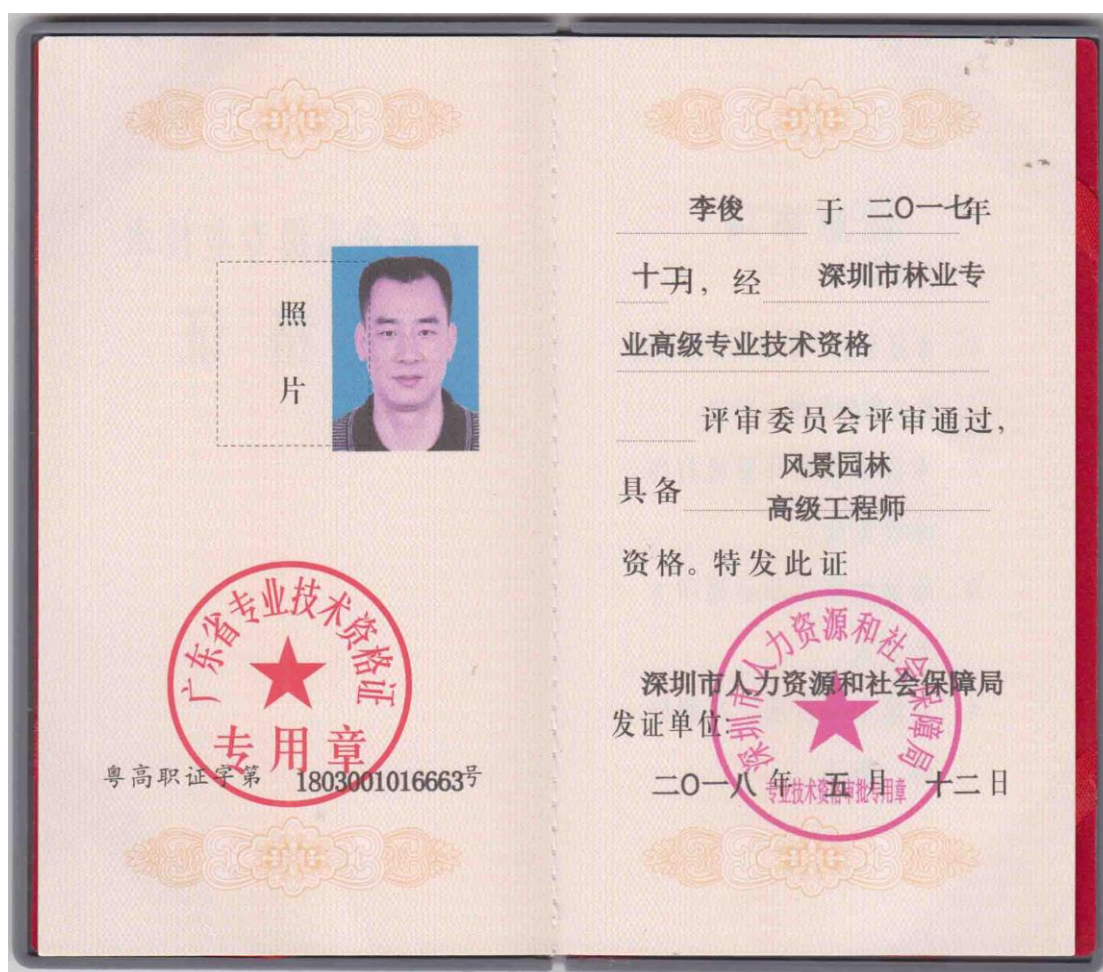 照
片
广东省专业技术资格证
专用章
粤高职证字第 1803001016663号
李俊 于 二〇一七年
十二月，经 深圳市林业专
业高级专业技术资格
评审委员会评审通过，
风景园林
具备
高级工程师
资格。特发此证
深圳市人力资源和社会保障局
深圳市人力资源和社会保障局
发证单位：
二〇一八年 五月 十二日
专业技术资格审批专用章